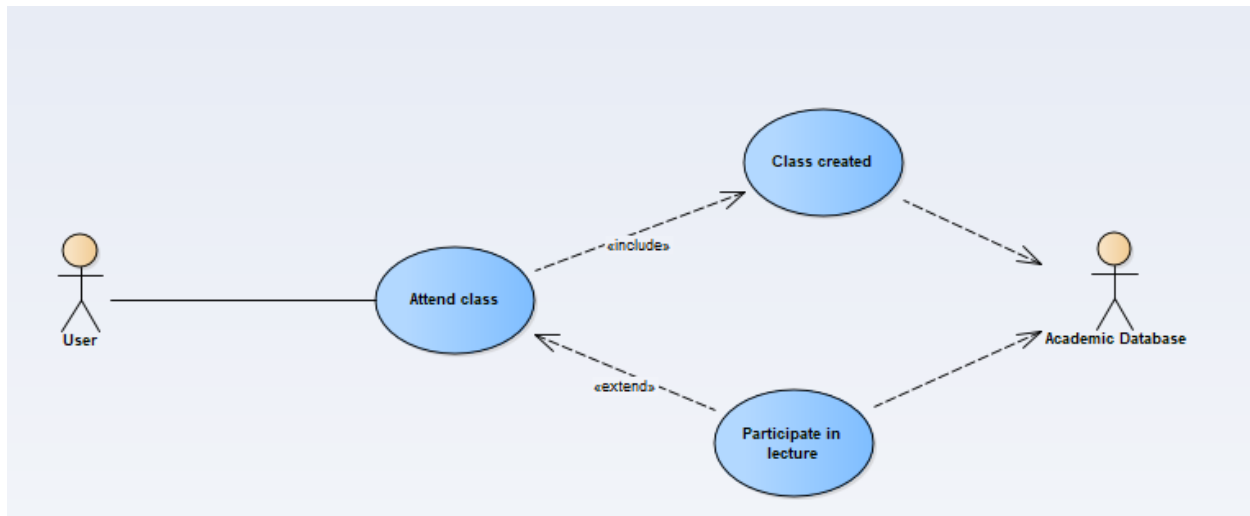 Class created
«include»
Attend class
User
Academic Database
«extend»
Participate in
lecture